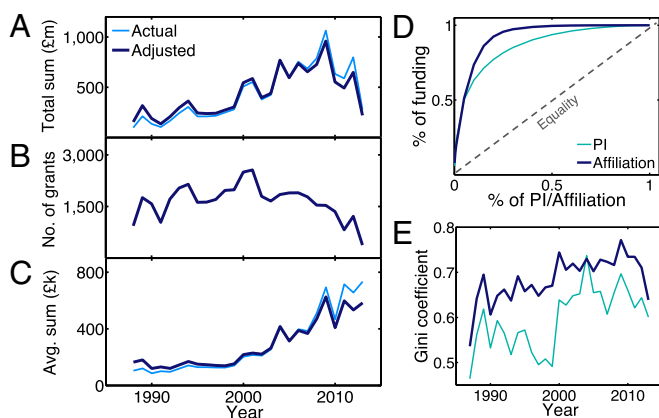 A
Total sum (£m)
1,000
500
Actual
Adjusted
B
No. of grants
3,000
1,500
C
Avg. sum (£k)
800
400
0
1990
2000
2010
Year
D
% of funding
1
0.5
Equality
PI
Affiliation
0
0.5
1
% of PI/Affiliation
E
Gini coefficient
0.8
0.7
0.6
0.5
1990
2000
2010
Year